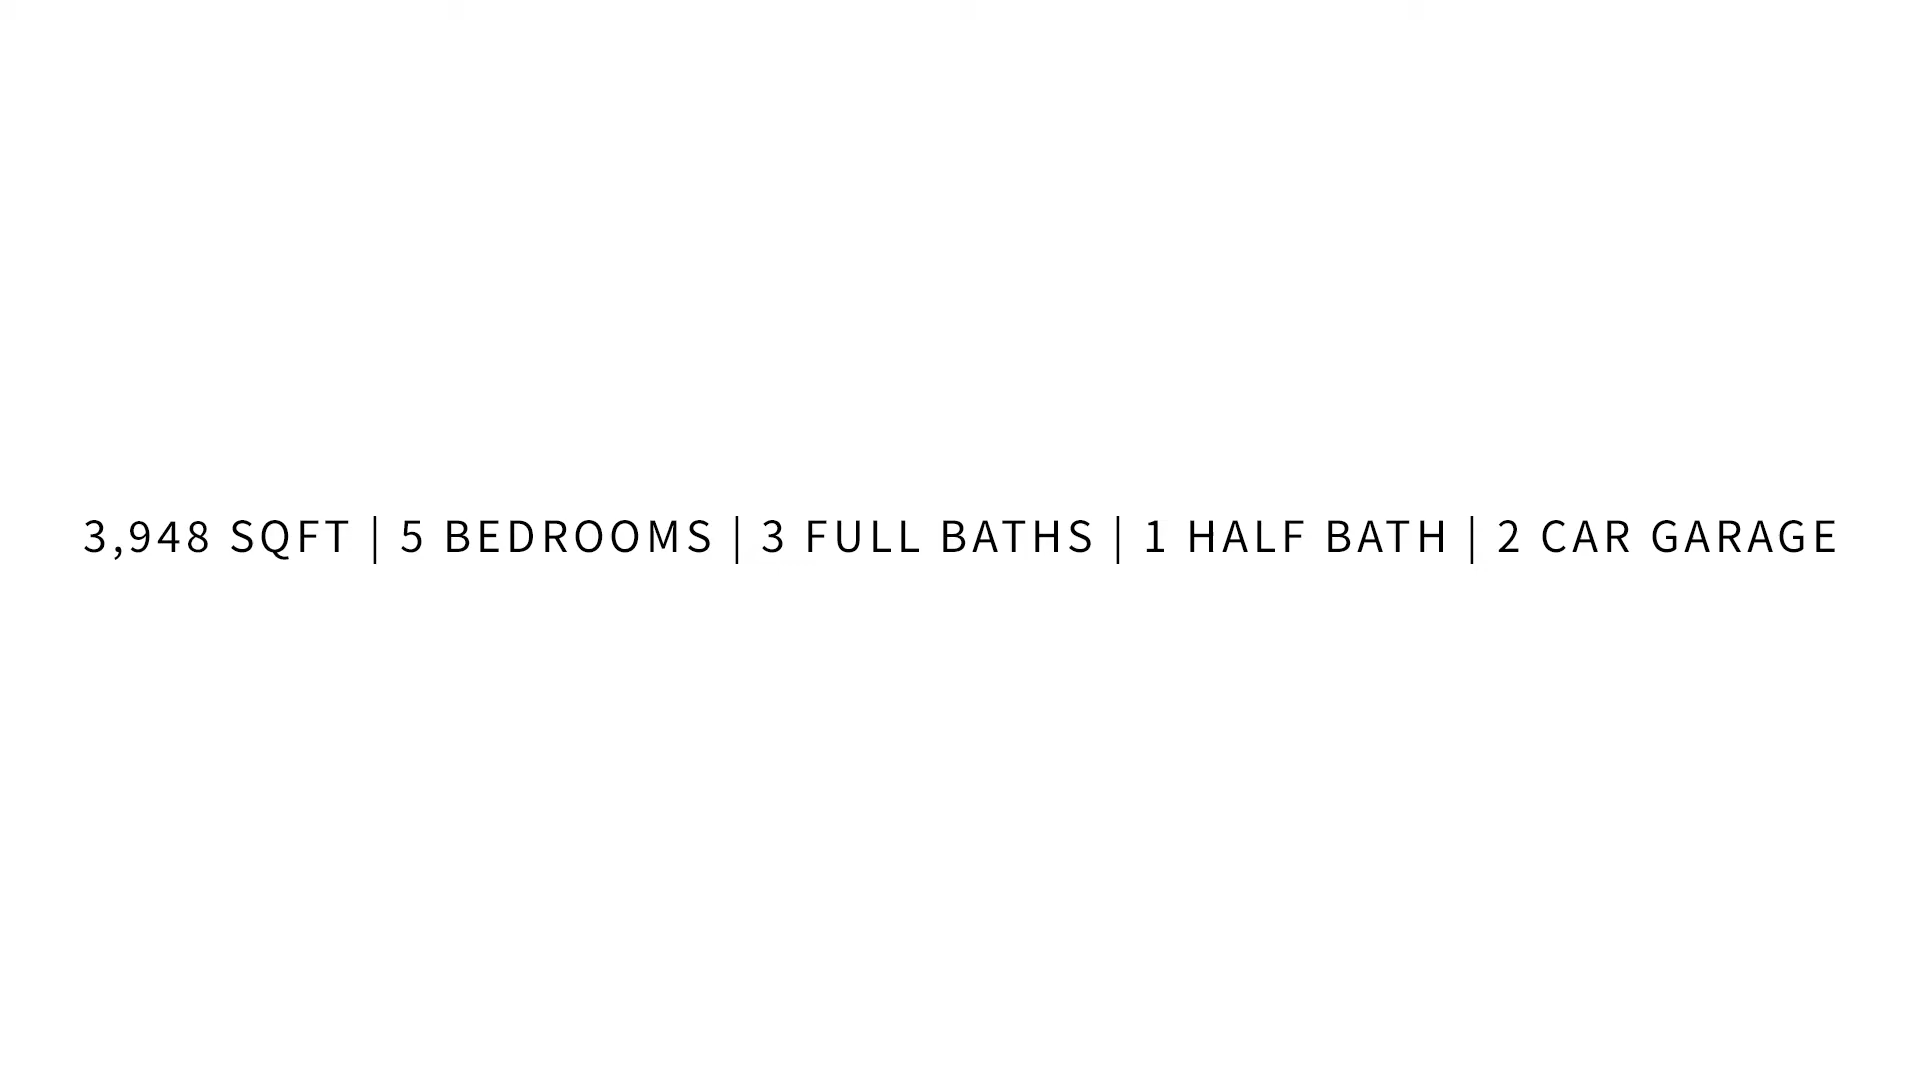 3,948 SQFT | 5 BEDROOMS | 3 FULL BATHS | 1 HALF BATH | 2 CAR GARAGE